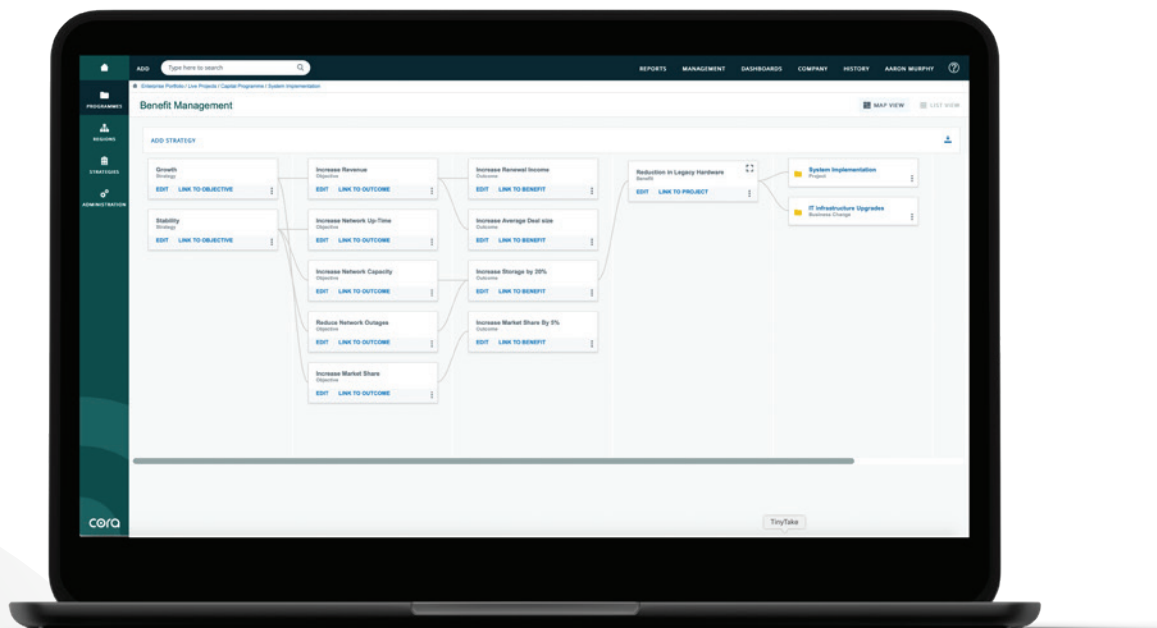 ADD
Type here to search
REPORTS MANAGEMENT DASHBOARDS COMPANY HISTORY AARON MURPHY
Enterprise Portfolio / Live Projects / Capital Programme / System Implementation
PROGRAMMES
REGIONS
STRATEGIES
ADMINISTRATION
Benefit Management
MAP VIEW
LIST VIEW
ADD STRATEGY
Growth
Strategy
EDIT LINK TO OBJECTIVE
Stability
Strategy
EDIT LINK TO OBJECTIVE
Increase Revenue
Objective
EDIT LINK TO OUTCOME
Increase Network Up-Time
Objective
EDIT LINK TO OUTCOME
Increase Network Capacity
Objective
EDIT LINK TO OUTCOME
Reduce Network Outages
Objective
EDIT LINK TO OUTCOME
Increase Market Share
Objective
EDIT LINK TO OUTCOME
Increase Renewal Income
Outcome
EDIT LINK TO BENEFIT
Increase Average Deal size
Outcome
EDIT LINK TO BENEFIT
Increase Storage by 20%
Outcome
EDIT LINK TO BENEFIT
Increase Market Share By 5%
Outcome
EDIT LINK TO BENEFIT
Reduction in Legacy Hardware
Benefit
EDIT LINK TO PROJECT
System Implementation
Project
IT Infrastructure Upgrades
Business Change
cora
TinyTake